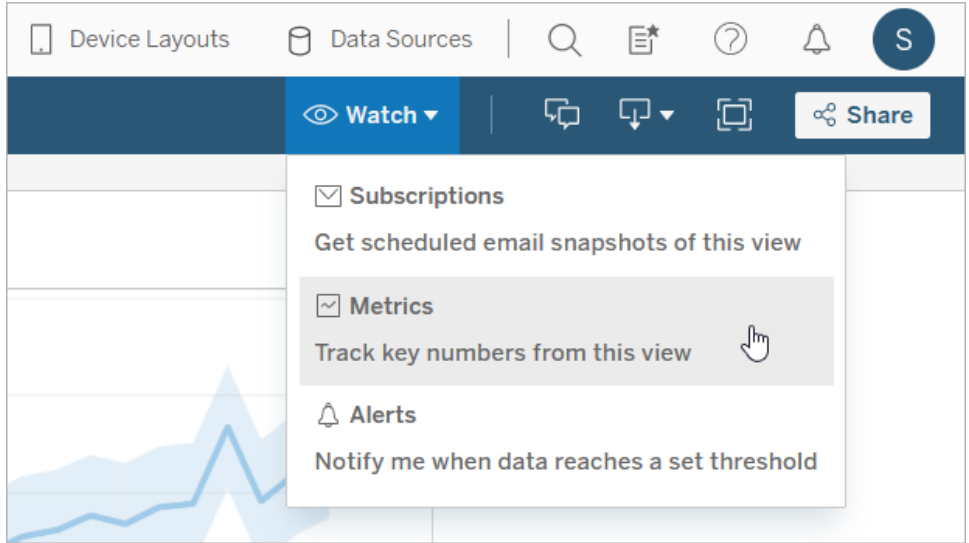 Device Layouts
Data Sources
S
Watch
Share
Subscriptions
Get scheduled email snapshots of this view
Metrics
Track key numbers from this view
Alerts
Notify me when data reaches a set threshold